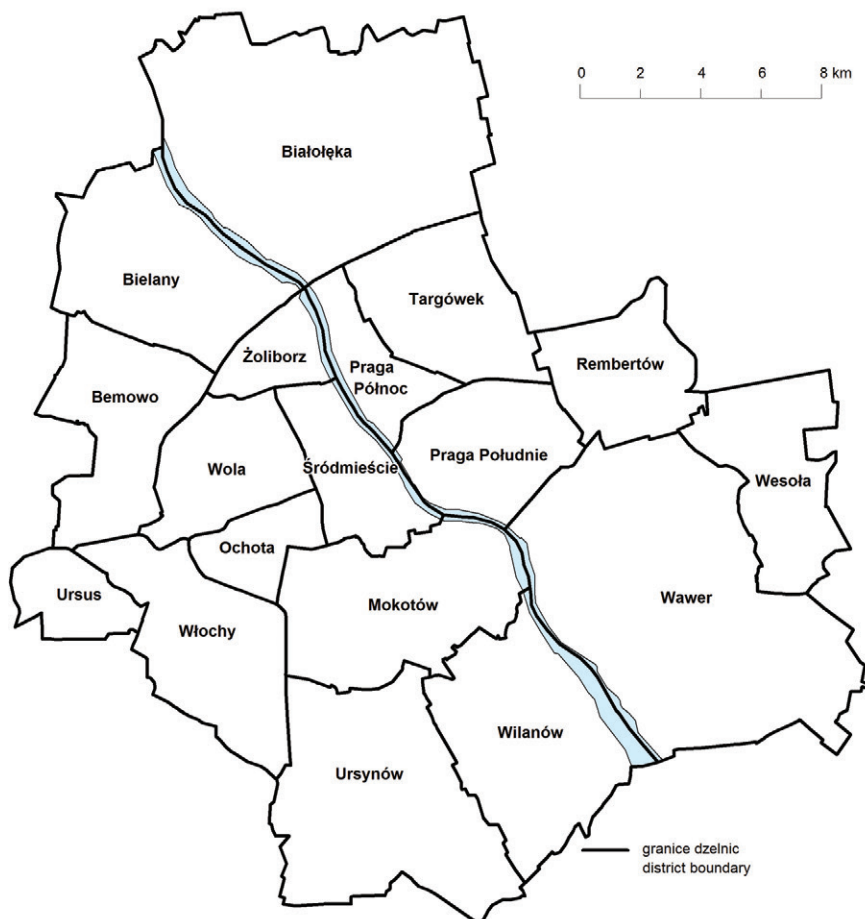 0 2 4 6 8 km
Białołęka
Bielany
Targówek
Żoliborz
Praga
Północ
Rembertów
Bemowo
Wola
Śródmieście
Praga Południe
Wesoła
Ochota
Ursus
Włochy
Mokotów
Wawer
Wilanów
Ursynów
granice dzelnic
district boundary